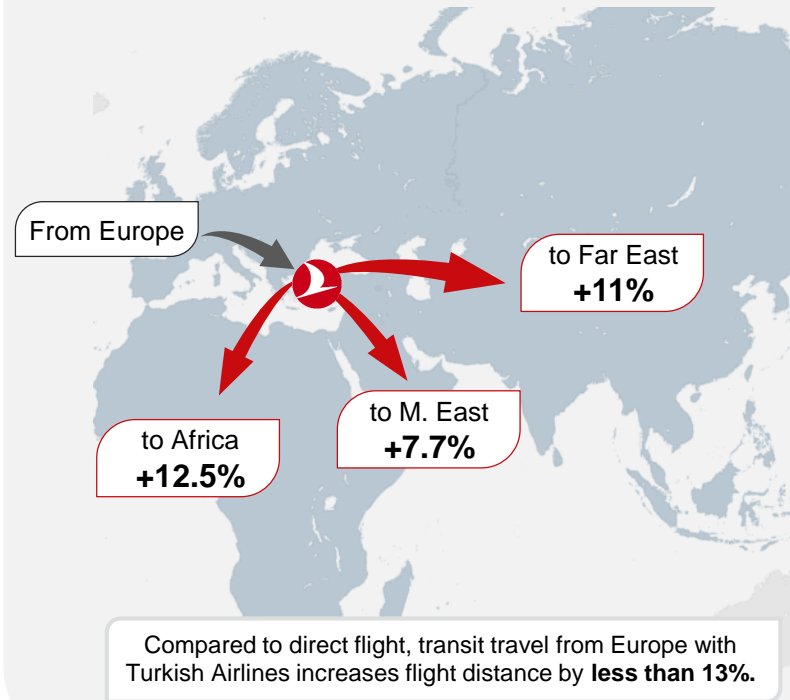 From Europe
to Far East
+11%
to M. East
+7.7%
to Africa
+12.5%
Compared to direct flight, transit travel from Europe with
Turkish Airlines increases flight distance by less than 13%.